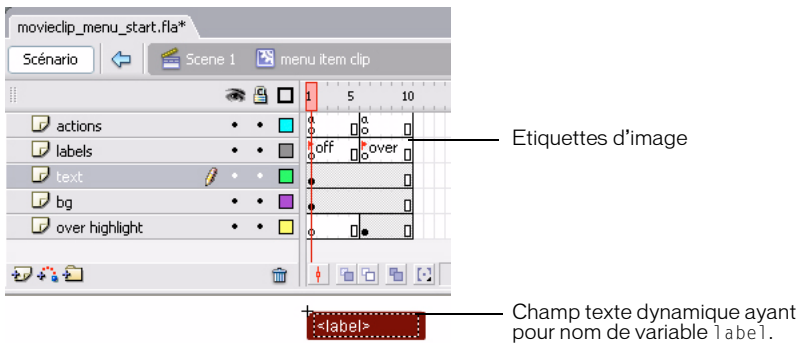 movieclip_menu_start.fla*
Scénario Scene 1 menu item clip
1 5 10
actions a a
labels off over
text
bg
over highlight
Etiquettes d'image
<label>
Champ texte dynamique ayant
pour nom de variable label.